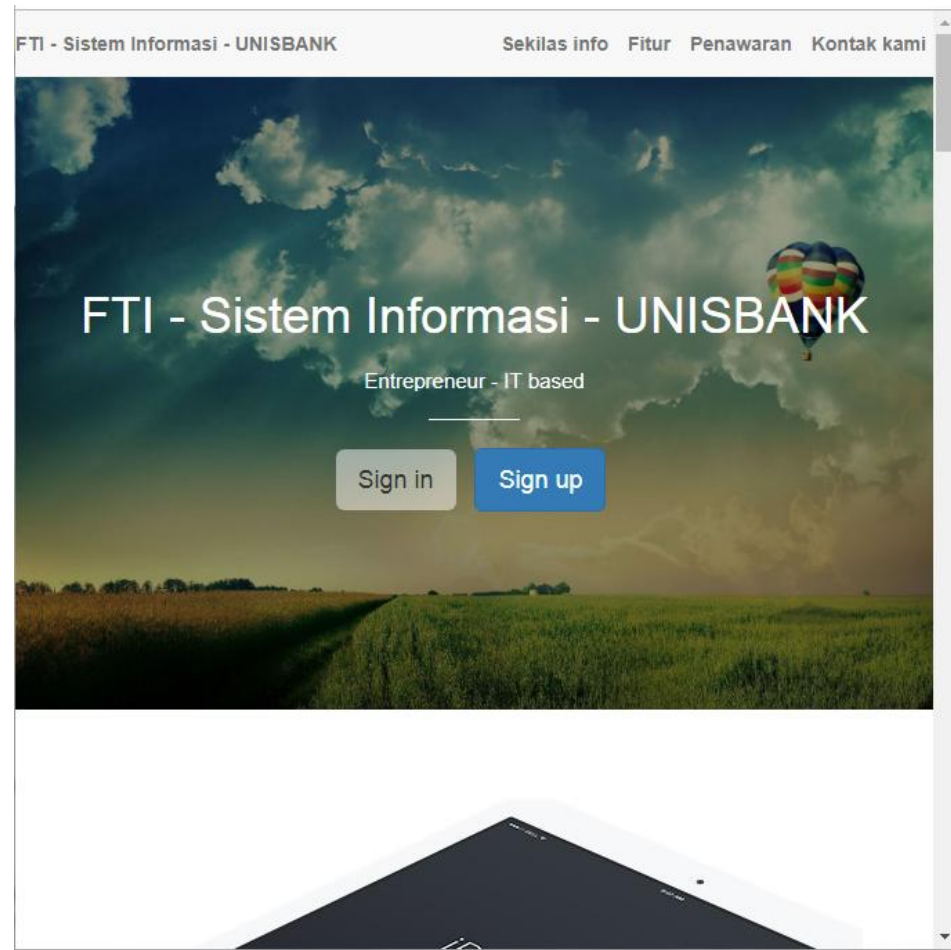 FTI - Sistem Informasi - UNISBANK
Sekilas info Fitur Penawaran Kontak kami
FTI - Sistem Informasi - UNISBANK
Entrepreneur - IT based
Sign in Sign up